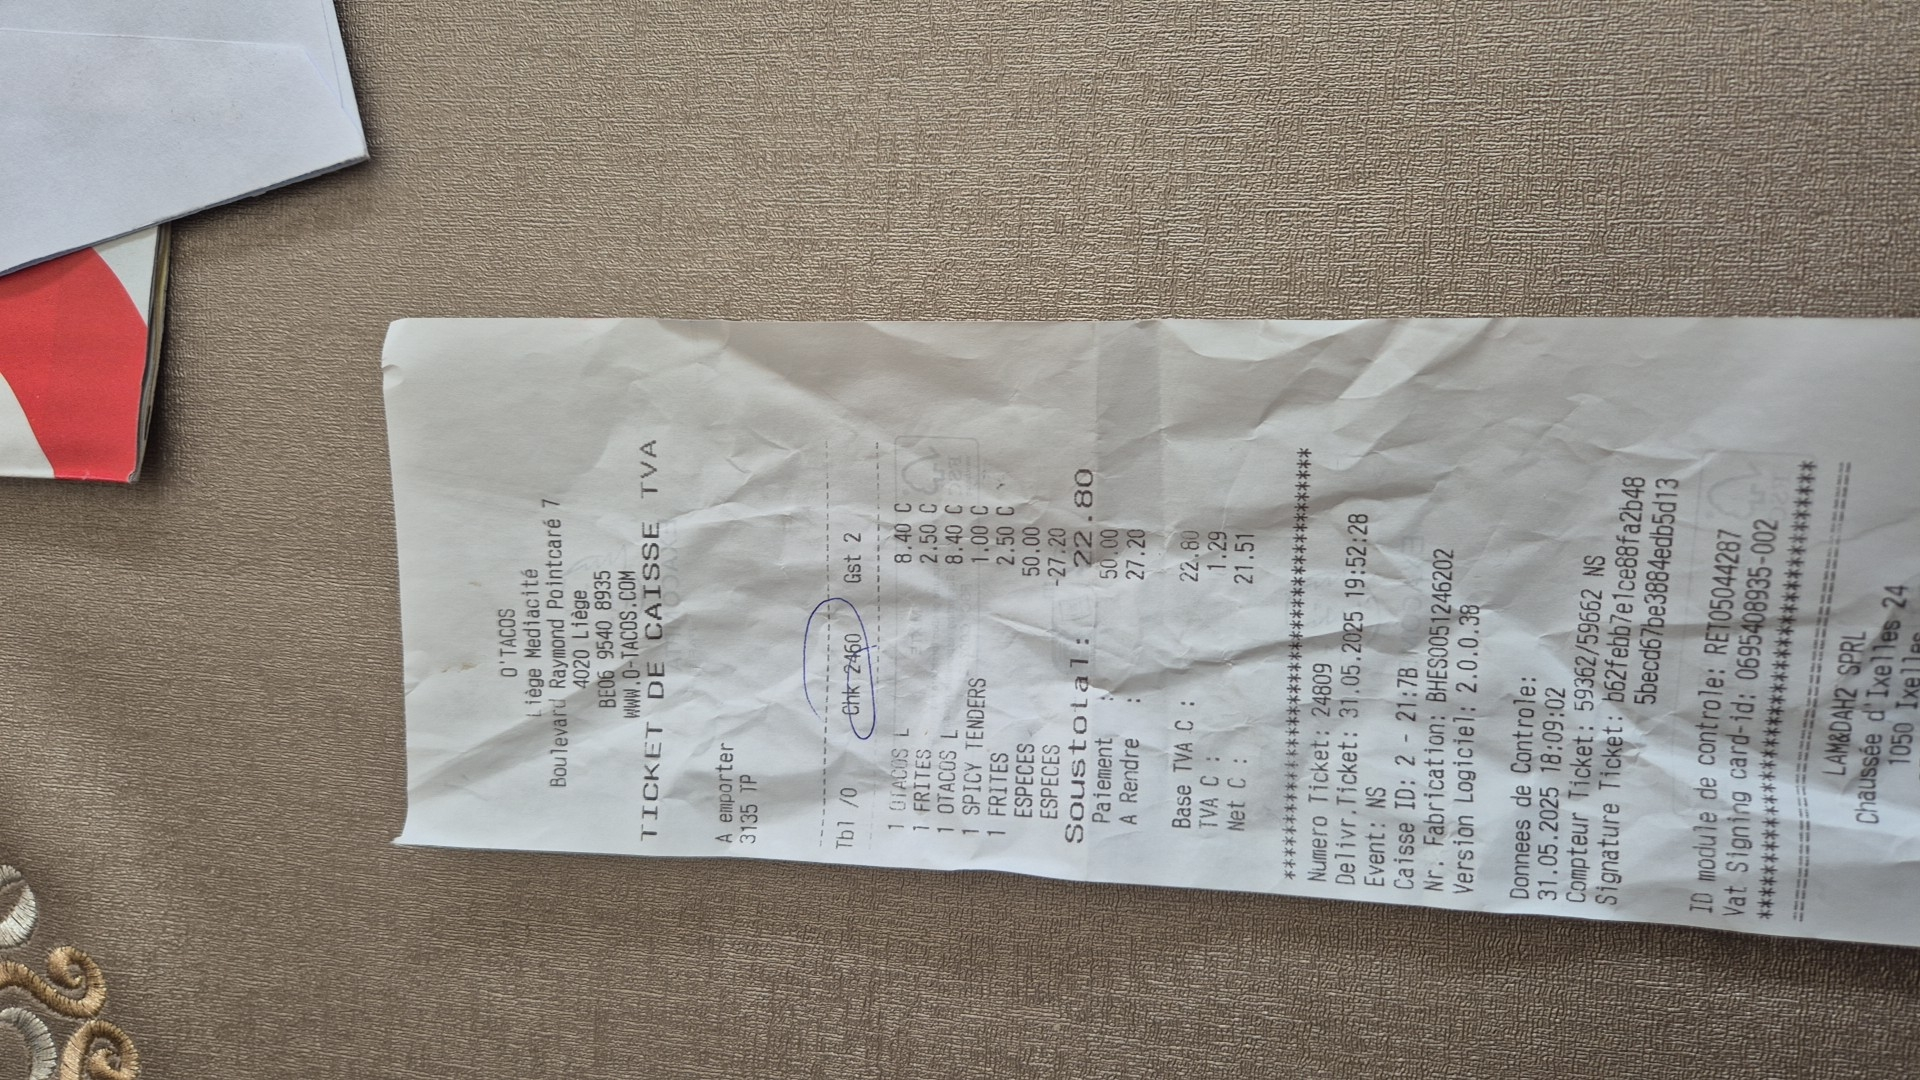 O'TACOS
Liège Mediacité
Boulevard Raymond Pointcaré 7
4020 Liège
BE06 9540 8935
WWW.O-TACOS.COM
TICKET DE CAISSE TVA
A emporter
3135 TP
Tbl /0 Chk 2460 Gst 2
1 OTACOS L 8.40 C
1 FRITES 2.50 C
1 OTACOS L 8.40 C
1 SPICY TENDERS 1.00 C
1 FRITES 2.50 C
ESPECES 50.00
ESPECES -27.20
Soustotal: 22.80
Paiement : 50.00
A Rendre : 27.20
Base TVA C : 22.80
TVA C : 1.29
Net C : 21.51
Numero Ticket: 24809
Delivr.Ticket: 31.05.2025 19:52:28
Event: NS
Caisse ID: 2 - 21:7B
Nr. Fabrication: BHES0051246202
Version Logiciel: 2.0.0.38
Donnees de Controle:
31.05.2025 18:09:02
Compteur Ticket: 59362/59662 NS
Signature Ticket: b62febb7e1ce88fa2b48
5becd67be3884edb5d13
ID module de controle: RET05044287
Vat Signing card-id: 0695408935-002
LAM&DAH2 SPRL
Chaussée d'Ixelles 24
1050 Ixelles